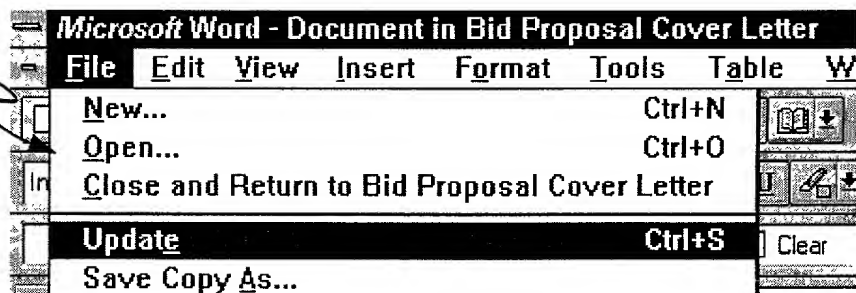 Microsoft Word - Document in Bid Proposal Cover Letter
File Edit View Insert Format Tools Table W
New... Ctrl+N
Open... Ctrl+O
Close and Return to Bid Proposal Cover Letter
In U
Update Ctrl+S
Clear
Save Copy As...